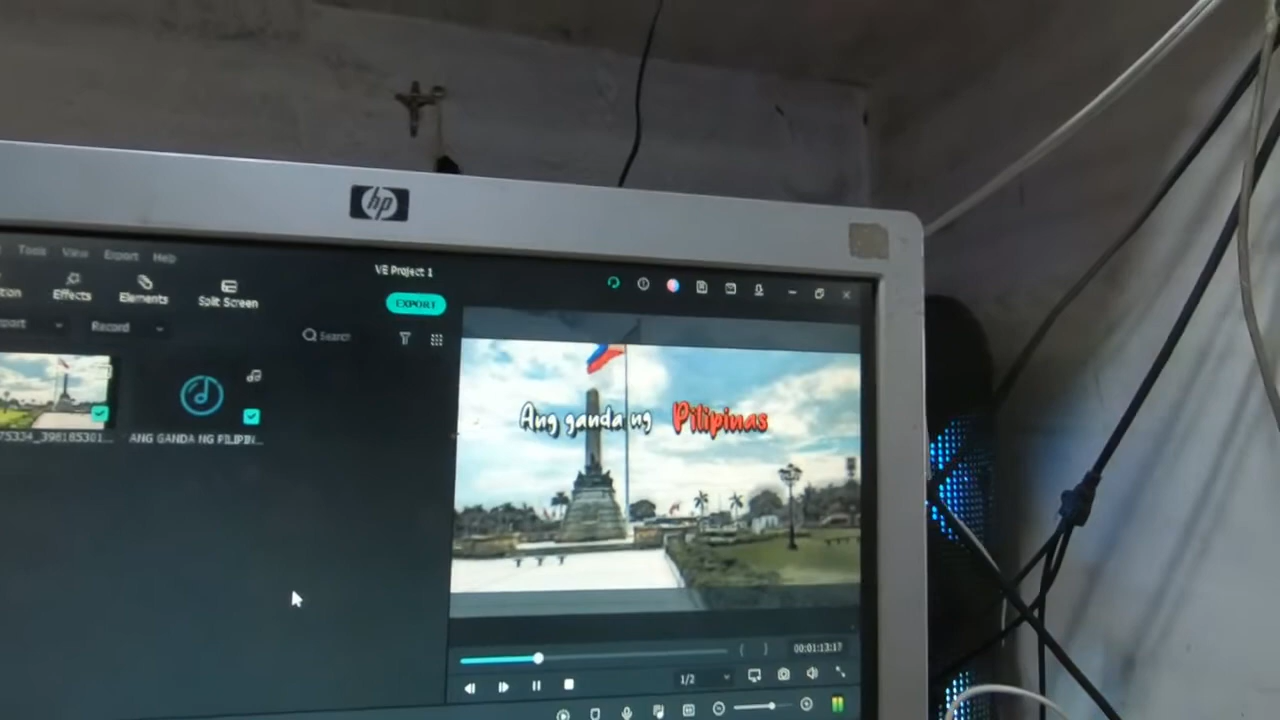 hp
Tools View Export Help
VE Project 1
Effects Elements Split Screen
EXPORT
Record
Search
Ang ganda ng Pilipinas
ANG GANDA NG PILIPIN...
00:01:13:17
1/2